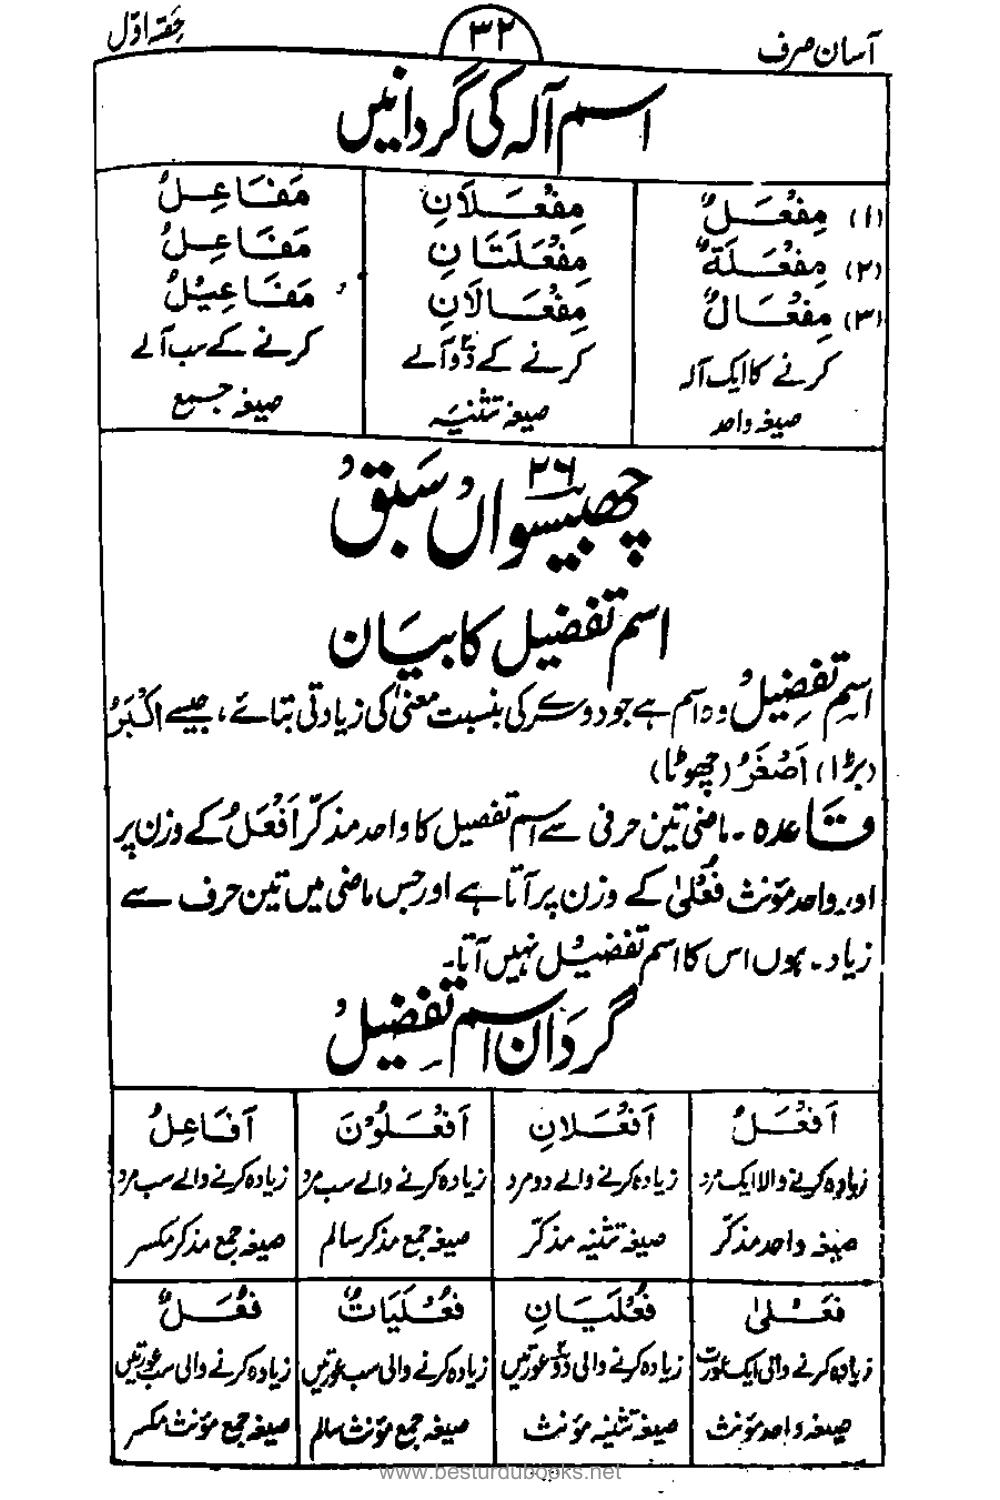 آسان صرف ۳۲ حصّہ اوّل
اسم آلہ کی گردانیں
(۱) مِفْعَلٌ مِفْعَلَانِ مَفَاعِلُ
(۲) مِفْعَلَةٌ مِفْعَلَتَانِ مَفَاعِلُ
(۳) مِفْعَالٌ مِفْعَالَانِ مَفَاعِيْلُ
کرنے کا ایک آلہ کرنے کے دو آلے کرنے کے سب آلے
صیغہ واحد صیغہ تثنیہ صیغہ جمع
چھبیسواں ۲۶ سبق
اسم تفضیل کا بیان
اسمِ تفضیل وہ اسم ہے جو دوسرے کی بنسبت معنیٰ کی زیادتی بتائے، جیسے اَکْبَرُ
(بڑا) اَصْغَرُ (چھوٹا)
قاعدہ ۔ ماضی تین حرفی سے اسم تفضیل کا واحد مذکّر اَفْعَلُ کے وزن پر
اور واحد مؤنث فُعْلیٰ کے وزن پر آتا ہے اور جس ماضی میں تین حرف سے
زیادہ ہوں اس کا اسم تفضیل نہیں آتا۔
گردان اسم تفضیل
اَفْعَلُ اَفْعَلَانِ اَفْعَلُوْنَ اَفَاعِلُ
زیادہ کرنے والا ایک مرد زیادہ کرنے والے دو مرد زیادہ کرنے والے سب مرد زیادہ کرنے والے سب مرد
صیغہ واحد مذکّر صیغہ تثنیہ مذکّر صیغہ جمع مذکر سالم صیغہ جمع مذکر مکسر
فُعْلیٰ فُعْلَيَانِ فُعْلَيَاتٌ فُعَلٌ
زیادہ کرنے والی ایک عورت زیادہ کرنے والی دو عورتیں زیادہ کرنے والی سب عورتیں زیادہ کرنے والی سب عورتیں
صیغہ واحد مؤنث صیغہ تثنیہ مؤنث صیغہ جمع مؤنث سالم صیغہ جمع مؤنث مکسر
www.besturdubooks.net